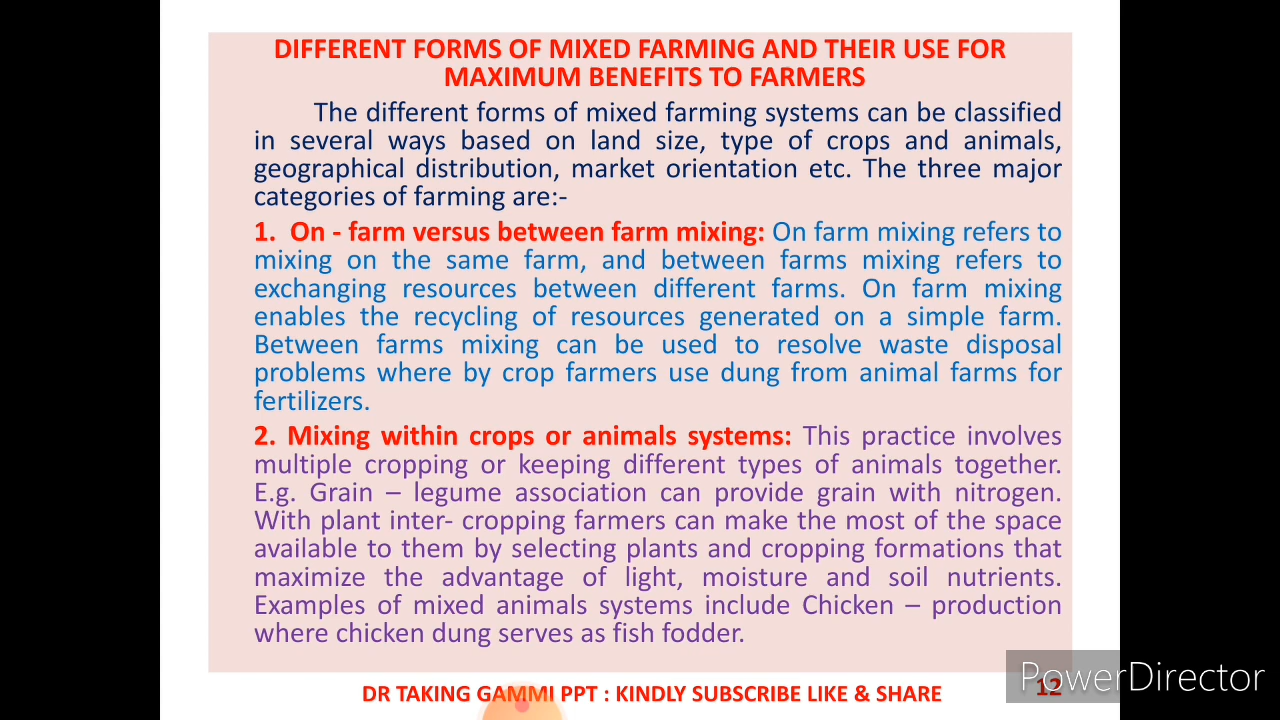 DIFFERENT FORMS OF MIXED FARMING AND THEIR USE FOR
MAXIMUM BENEFITS TO FARMERS
The different forms of mixed farming systems can be classified
in several ways based on land size, type of crops and animals,
geographical distribution, market orientation etc. The three major
categories of farming are:-
1. On - farm versus between farm mixing: On farm mixing refers to
mixing on the same farm, and between farms mixing refers to
exchanging resources between different farms. On farm mixing
enables the recycling of resources generated on a simple farm.
Between farms mixing can be used to resolve waste disposal
problems where by crop farmers use dung from animal farms for
fertilizers.
2. Mixing within crops or animals systems: This practice involves
multiple cropping or keeping different types of animals together.
E.g. Grain – legume association can provide grain with nitrogen.
With plant inter- cropping farmers can make the most of the space
available to them by selecting plants and cropping formations that
maximize the advantage of light, moisture and soil nutrients.
Examples of mixed animals systems include Chicken – production
where chicken dung serves as fish fodder.
DR TAKING GAMMI PPT : KINDLY SUBSCRIBE LIKE & SHARE
12
PowerDirector